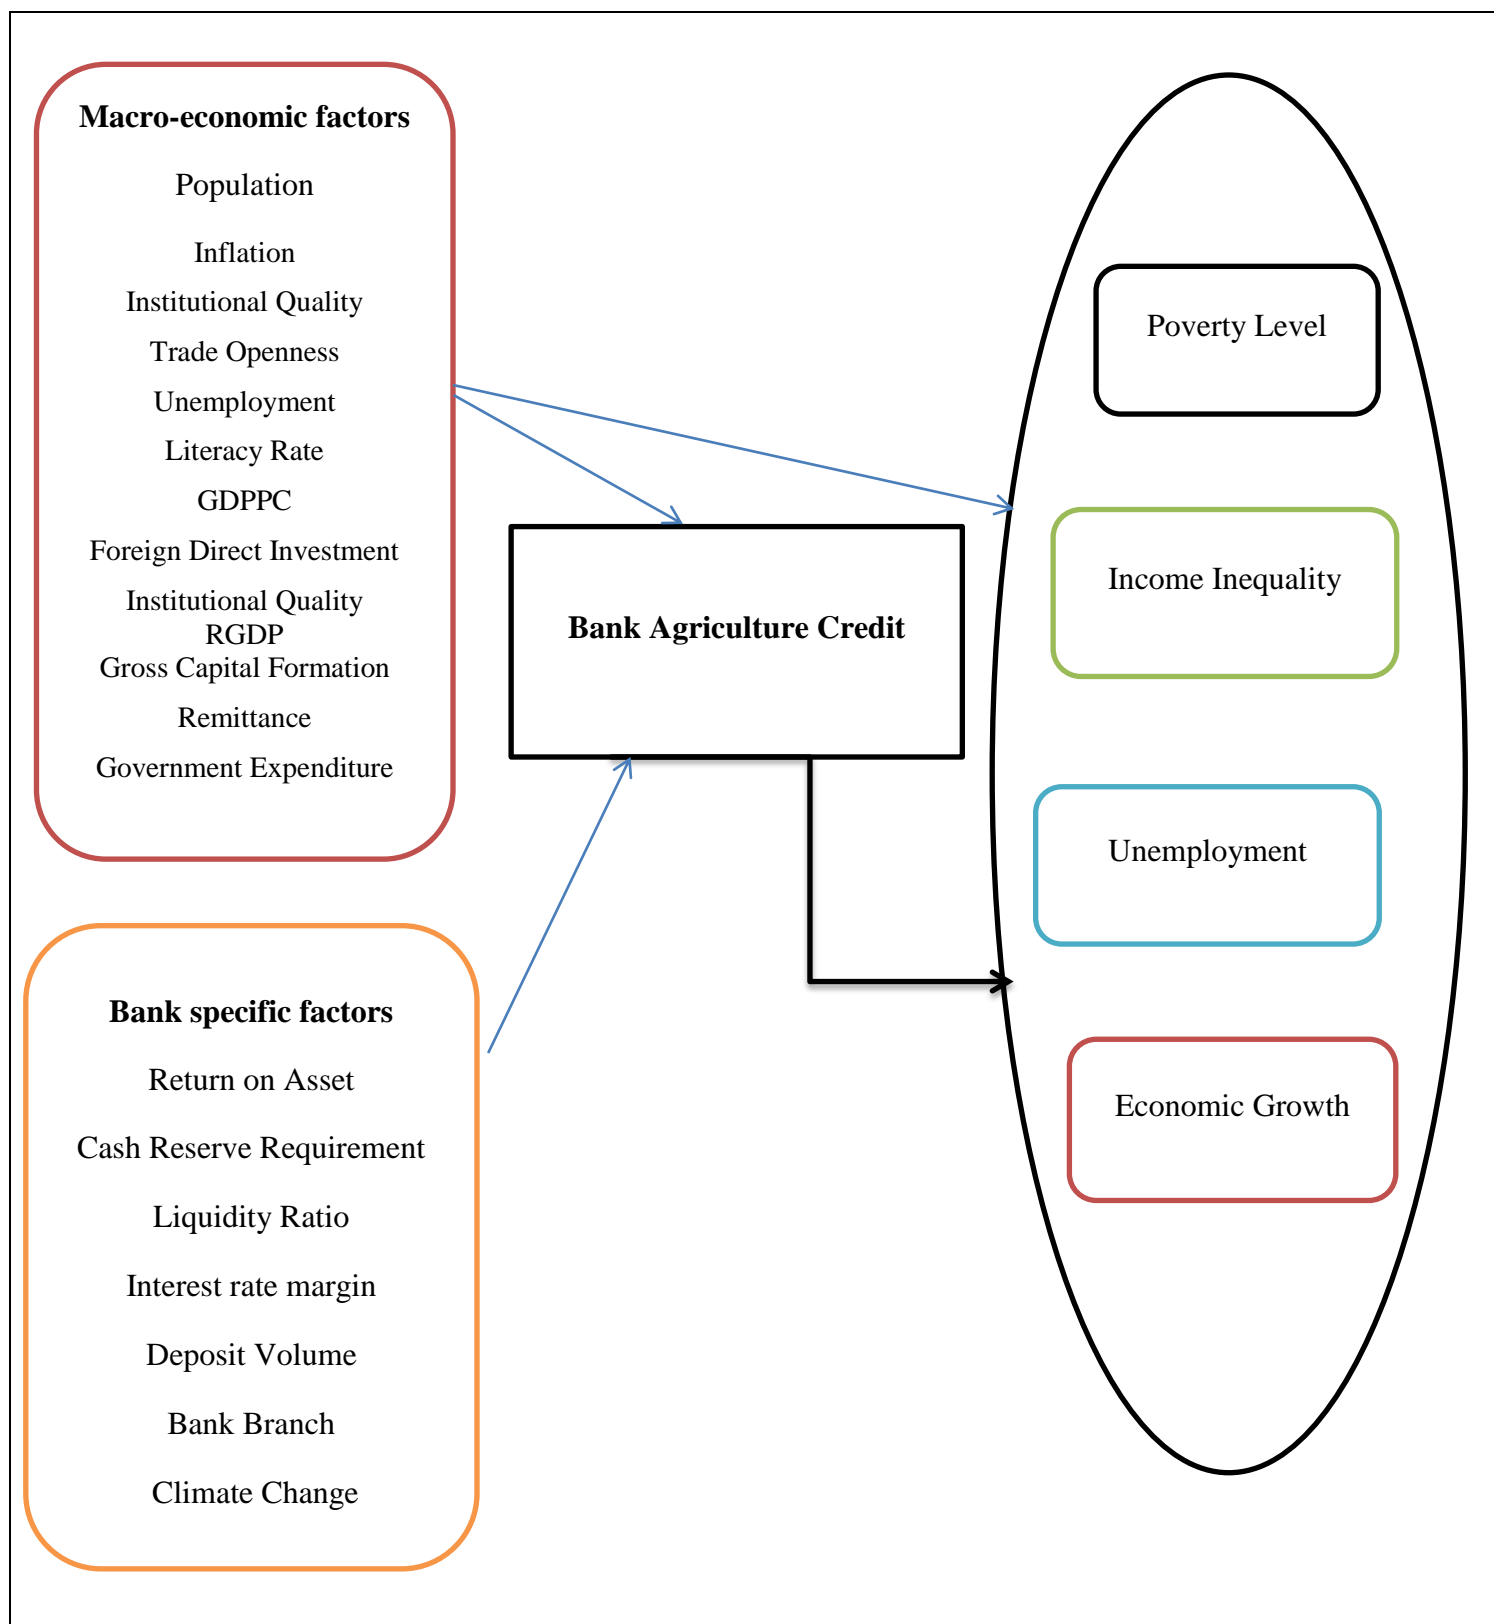 Macro-economic factors
Population
Inflation
Institutional Quality
Trade Openness
Unemployment
Literacy Rate
GDPPC
Foreign Direct Investment
Institutional Quality
RGDP
Gross Capital Formation
Remittance
Government Expenditure
Bank specific factors
Return on Asset
Cash Reserve Requirement
Liquidity Ratio
Interest rate margin
Deposit Volume
Bank Branch
Climate Change
Bank Agriculture Credit
Poverty Level
Income Inequality
Unemployment
Economic Growth